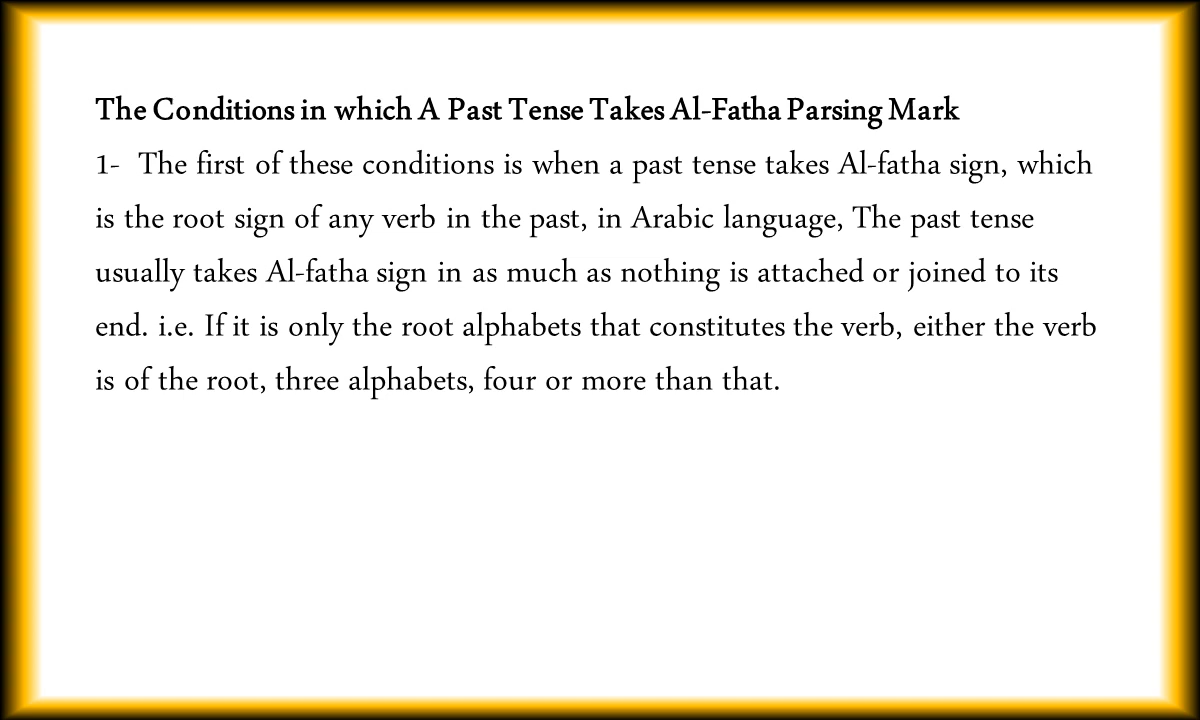 The Conditions in which A Past Tense Takes Al-Fatha Parsing Mark
1- The first of these conditions is when a past tense takes Al-fatha sign, which
is the root sign of any verb in the past, in Arabic language, The past tense
usually takes Al-fatha sign in as much as nothing is attached or joined to its
end. i.e. If it is only the root alphabets that constitutes the verb, either the verb
is of the root, three alphabets, four or more than that.